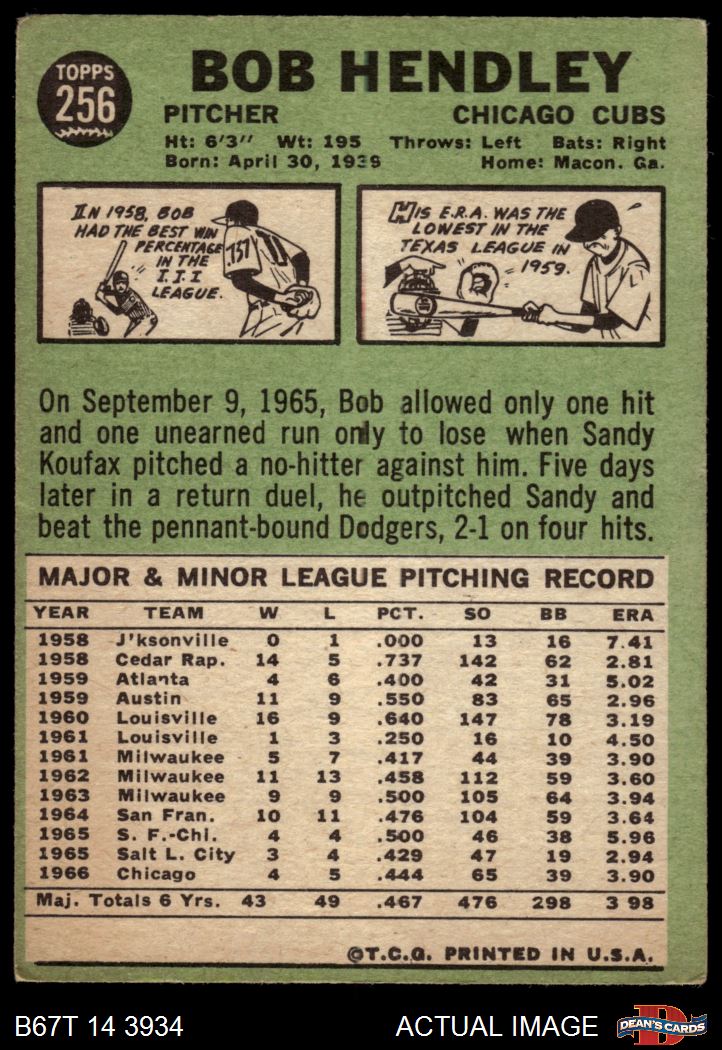 TOPPS
256
BOB HENDLEY
PITCHER CHICAGO CUBS
Ht: 6'3" Wt: 195 Throws: Left Bats: Right
Born: April 30, 1939 Home: Macon. Ga.
IN 1958, BOB
HAD THE BEST WIN
PERCENTAGE
IN THE
I.I.I
LEAGUE.
.737
HIS E.R.A. WAS THE
LOWEST IN THE
TEXAS LEAGUE IN
1959.
On September 9, 1965, Bob allowed only one hit
and one unearned run only to lose when Sandy
Koufax pitched a no-hitter against him. Five days
later in a return duel, he outpitched Sandy and
beat the pennant-bound Dodgers, 2-1 on four hits.
MAJOR & MINOR LEAGUE PITCHING RECORD
YEAR TEAM W L PCT. SO BB ERA
1958 J'ksonville 0 1 .000 13 16 7.41
1958 Cedar Rap. 14 5 .737 142 62 2.81
1959 Atlanta 4 6 .400 42 31 5.02
1959 Austin 11 9 .550 83 65 2.96
1960 Louisville 16 9 .640 147 78 3.19
1961 Louisville 1 3 .250 16 10 4.50
1961 Milwaukee 5 7 .417 44 39 3.90
1962 Milwaukee 11 13 .458 112 59 3.60
1963 Milwaukee 9 9 .500 105 64 3.94
1964 San Fran. 10 11 .476 104 59 3.64
1965 S. F.-Chi. 4 4 .500 46 38 5.96
1965 Salt L. City 3 4 .429 47 19 2.94
1966 Chicago 4 5 .444 65 39 3.90
Maj. Totals 6 Yrs. 43 49 .467 476 298 3 98
©T.C.G. PRINTED IN U.S.A.
B67T 14 3934 ACTUAL IMAGE
D
DEAN'S CARDS